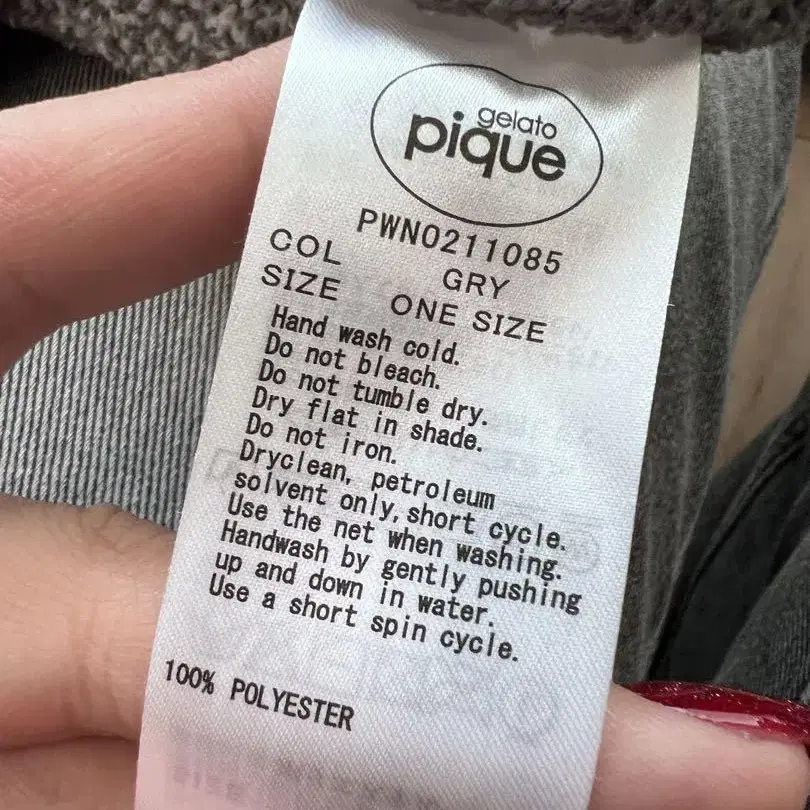 gelato
pique
PWNO211085
COL GRY
SIZE ONE SIZE
Hand wash cold.
Do not bleach.
Do not tumble dry.
Dry flat in shade.
Do not iron.
Dryclean, petroleum
solvent only, short cycle.
Use the net when washing.
Handwash by gently pushing
up and down in water.
Use a short spin cycle.
100% POLYESTER